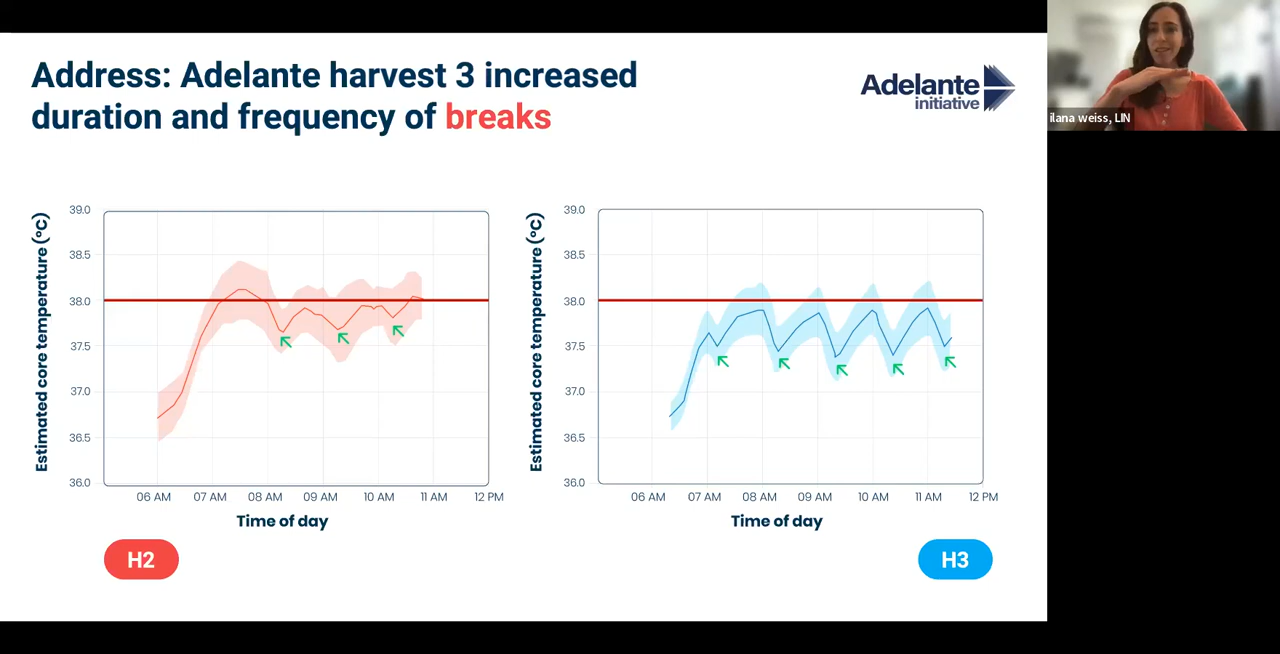 Address: Adelante harvest 3 increased
duration and frequency of breaks
Adelante
initiative
ilana weiss, LIN
Estimated core temperature (°C)
39.0
38.5
38.0
37.5
37.0
36.5
36.0
06 AM 07 AM 08 AM 09 AM 10 AM 11 AM 12 PM
Time of day
H2
Estimated core temperature (°C)
39.0
38.5
38.0
37.5
37.0
36.5
36.0
06 AM 07 AM 08 AM 09 AM 10 AM 11 AM 12 PM
Time of day
H3